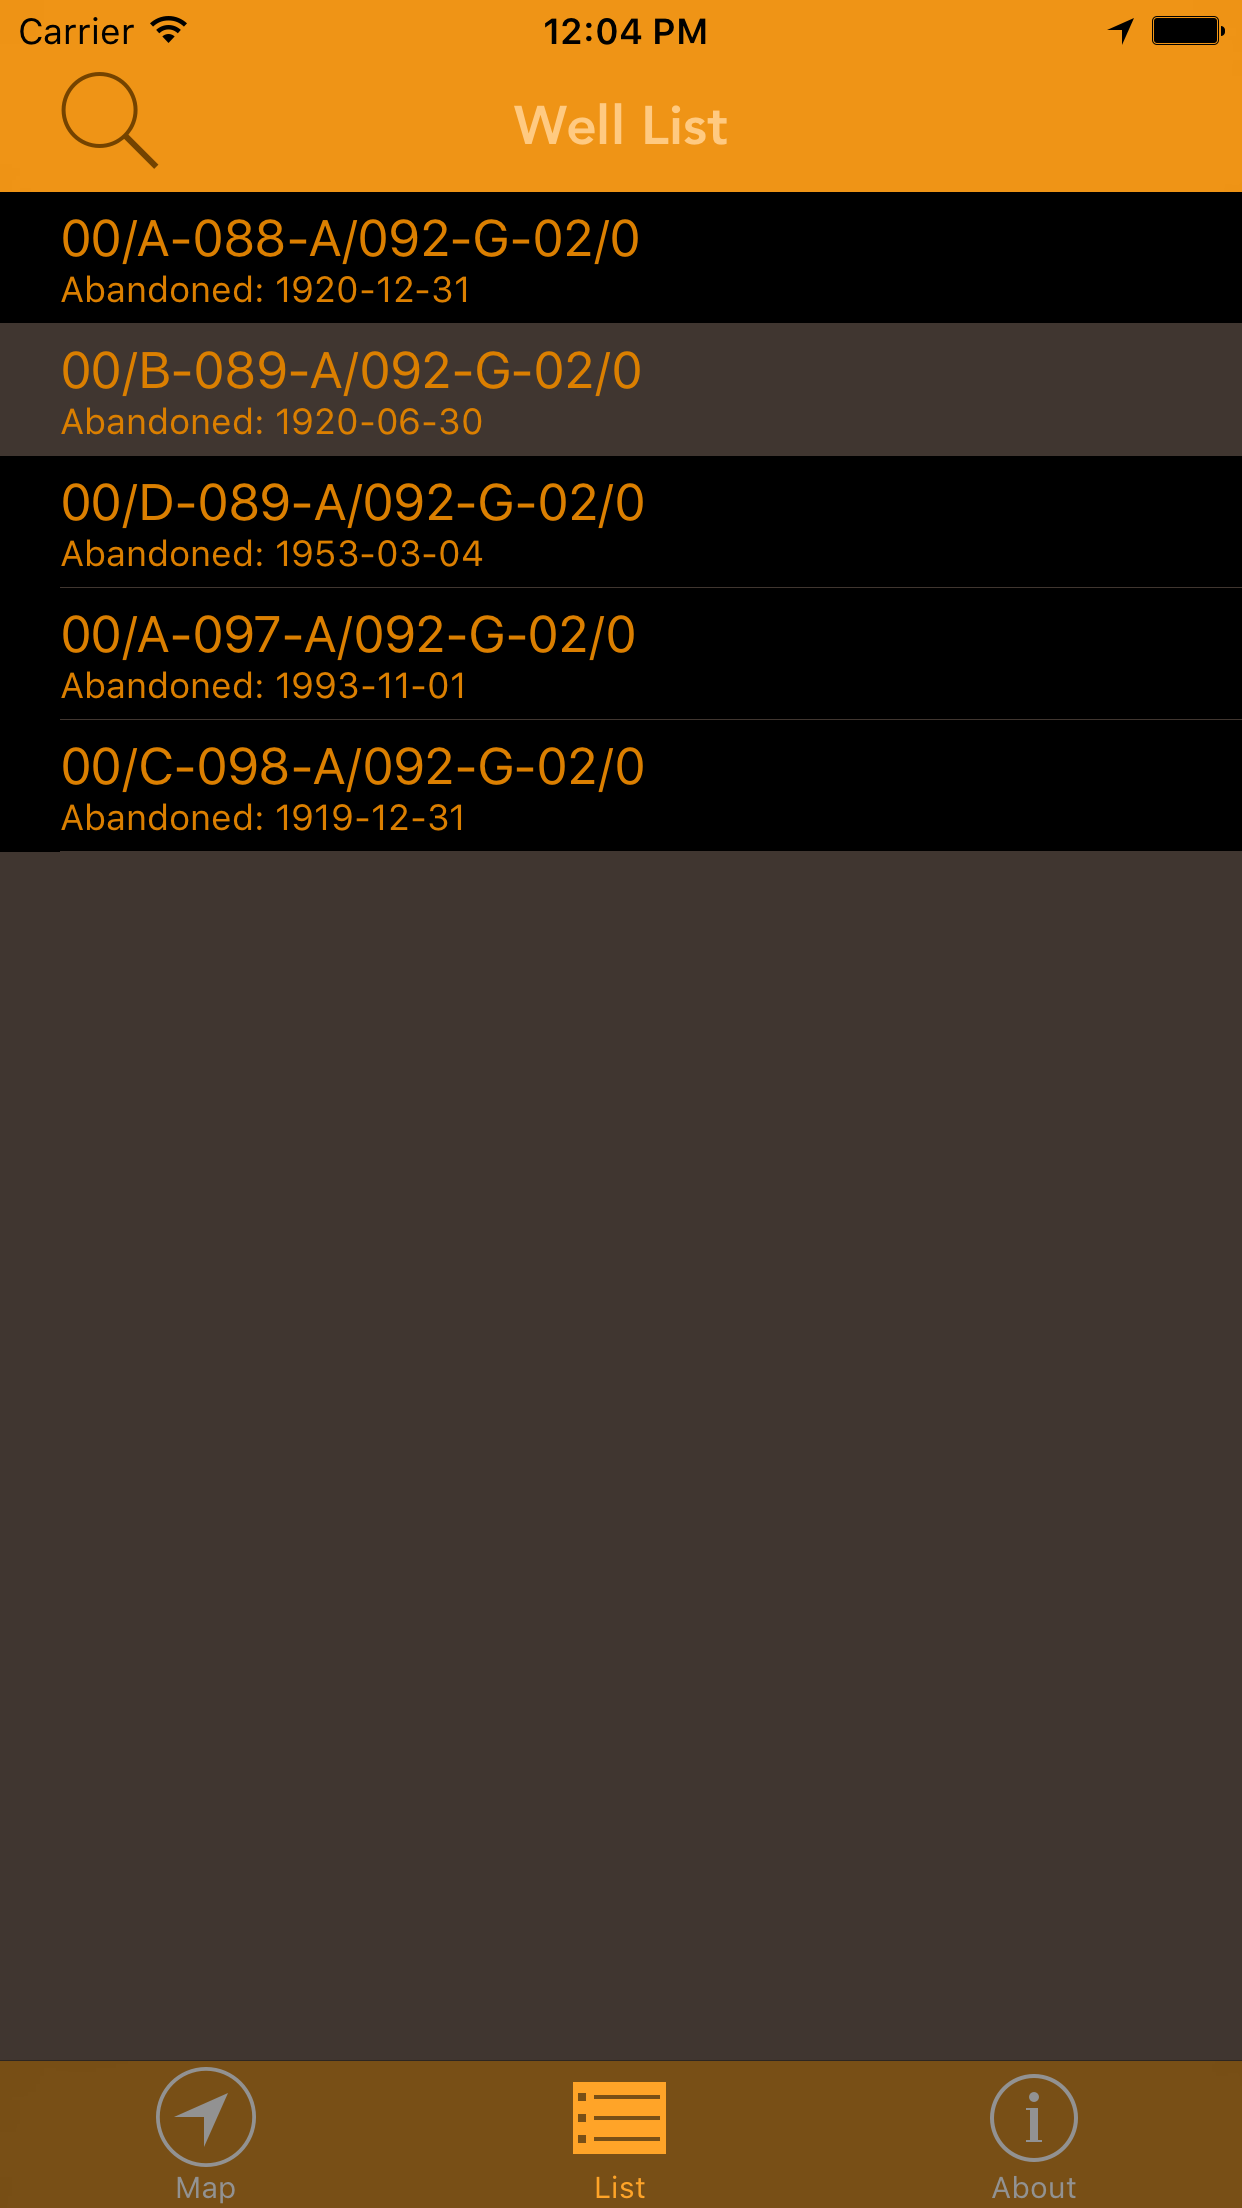 Carrier 12:04 PM
Well List
00/A-088-A/092-G-02/0
Abandoned: 1920-12-31
00/B-089-A/092-G-02/0
Abandoned: 1920-06-30
00/D-089-A/092-G-02/0
Abandoned: 1953-03-04
00/A-097-A/092-G-02/0
Abandoned: 1993-11-01
00/C-098-A/092-G-02/0
Abandoned: 1919-12-31
Map List About